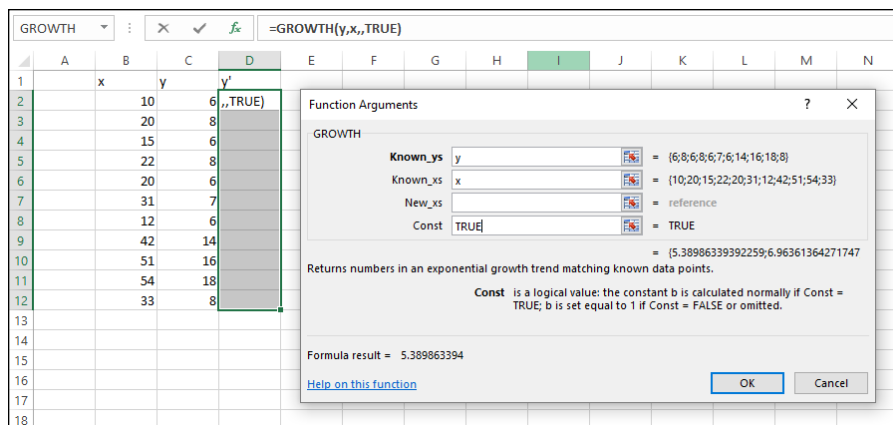 GROWTH fx =GROWTH(y,x,,TRUE)
A B C D E F G H I J K L M N
1 x y y'
2 10 6 ,,TRUE)
3 20 8
4 15 6
5 22 8
6 20 6
7 31 7
8 12 6
9 42 14
10 51 16
11 54 18
12 33 8
13
14
15
16
17
18
Function Arguments ?
GROWTH
Known_ys y = {6;8;6;8;6;7;6;14;16;18;8}
Known_xs x = {10;20;15;22;20;31;12;42;51;54;33}
New_xs = reference
Const TRUE = TRUE
= {5.38986339392259;6.96361364271747
Returns numbers in an exponential growth trend matching known data points.
Const is a logical value: the constant b is calculated normally if Const =
TRUE; b is set equal to 1 if Const = FALSE or omitted.
Formula result = 5.389863394
Help on this function OK Cancel